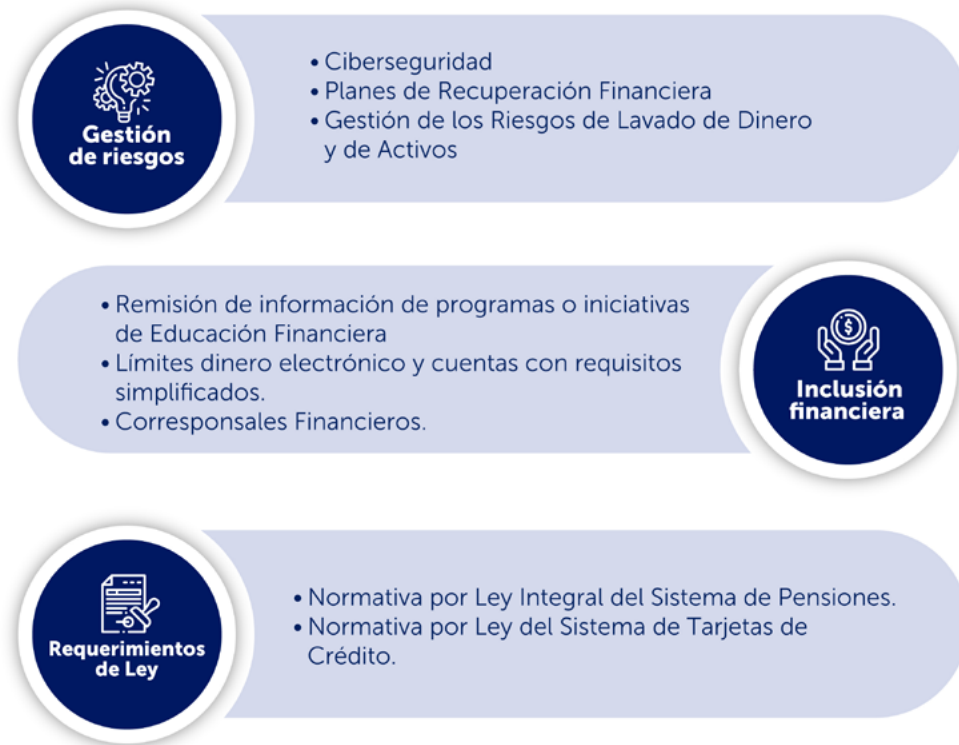 Gestión
de riesgos
• Ciberseguridad
• Planes de Recuperación Financiera
• Gestión de los Riesgos de Lavado de Dinero
y de Activos
• Remisión de información de programas o iniciativas
de Educación Financiera
• Límites dinero electrónico y cuentas con requisitos
simplificados.
• Corresponsales Financieros.
Inclusión
financiera
Requerimientos
de Ley
• Normativa por Ley Integral del Sistema de Pensiones.
• Normativa por Ley del Sistema de Tarjetas de
Crédito.